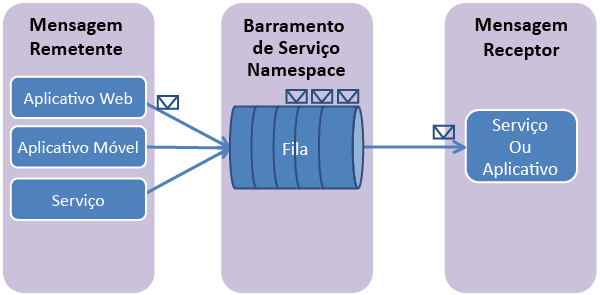 Mensagem
Remetente
Aplicativo Web
Aplicativo Móvel
Serviço
Barramento
de Serviço
Namespace
Fila
Mensagem
Receptor
Serviço
Ou
Aplicativo